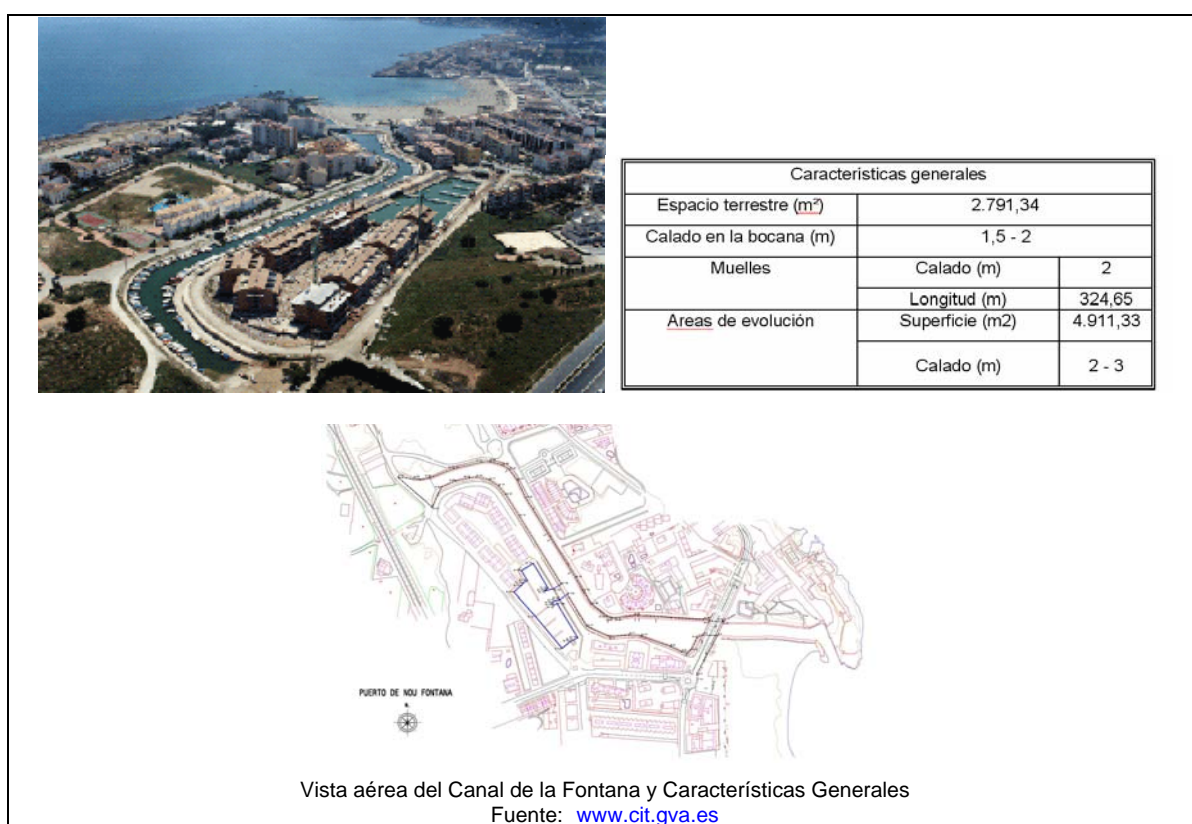 Características generales
Espacio terrestre (m²) 2.791,34
Calado en la bocana (m) 1,5 - 2
Muelles Calado (m) 2
Longitud (m) 324,65
Areas de evolución Superficie (m2) 4.911,33
Calado (m) 2 - 3
PUERTO DE NOU FONTANA
N.
Vista aérea del Canal de la Fontana y Características Generales
Fuente: www.cit.gva.es